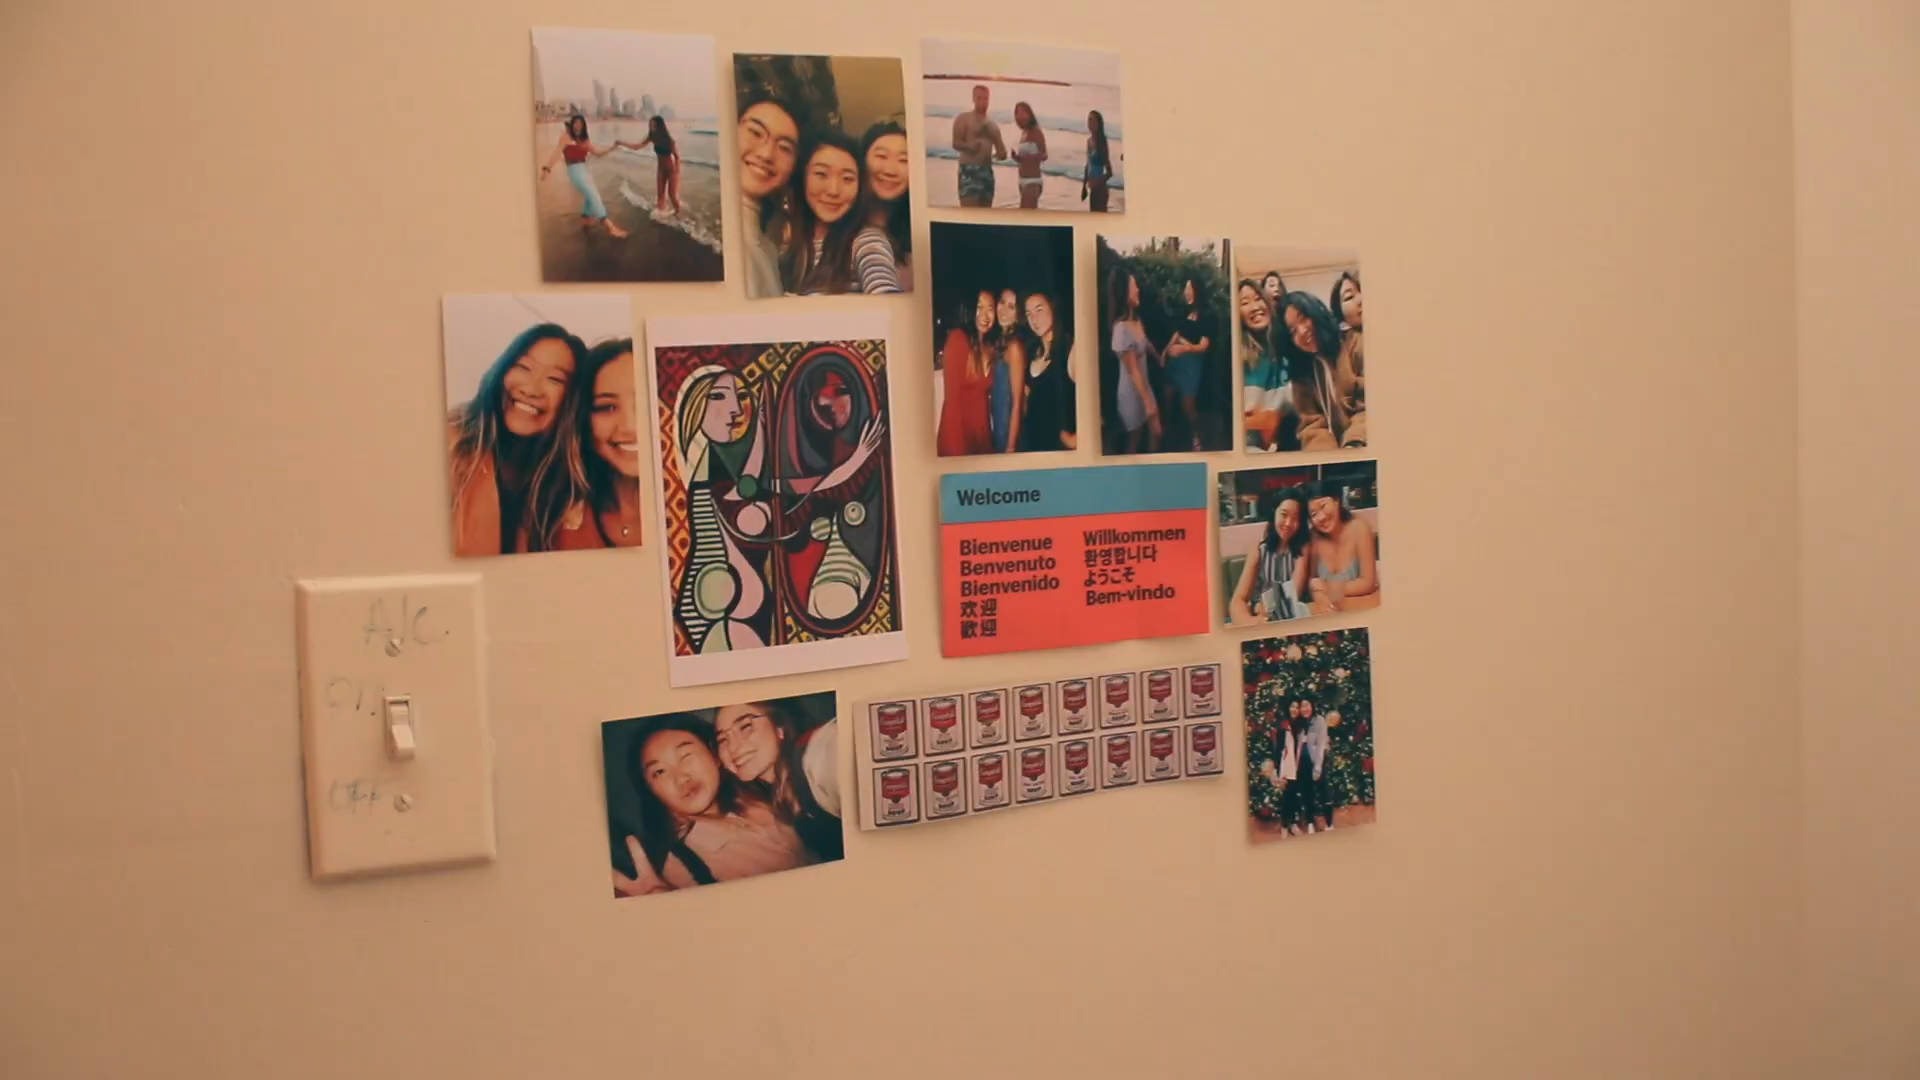 Welcome
Bienvenue
Benvenuto
Bienvenido
欢迎
歡迎
Willkommen
환영합니다
ようこそ
Bem-vindo
A/C.
OFF